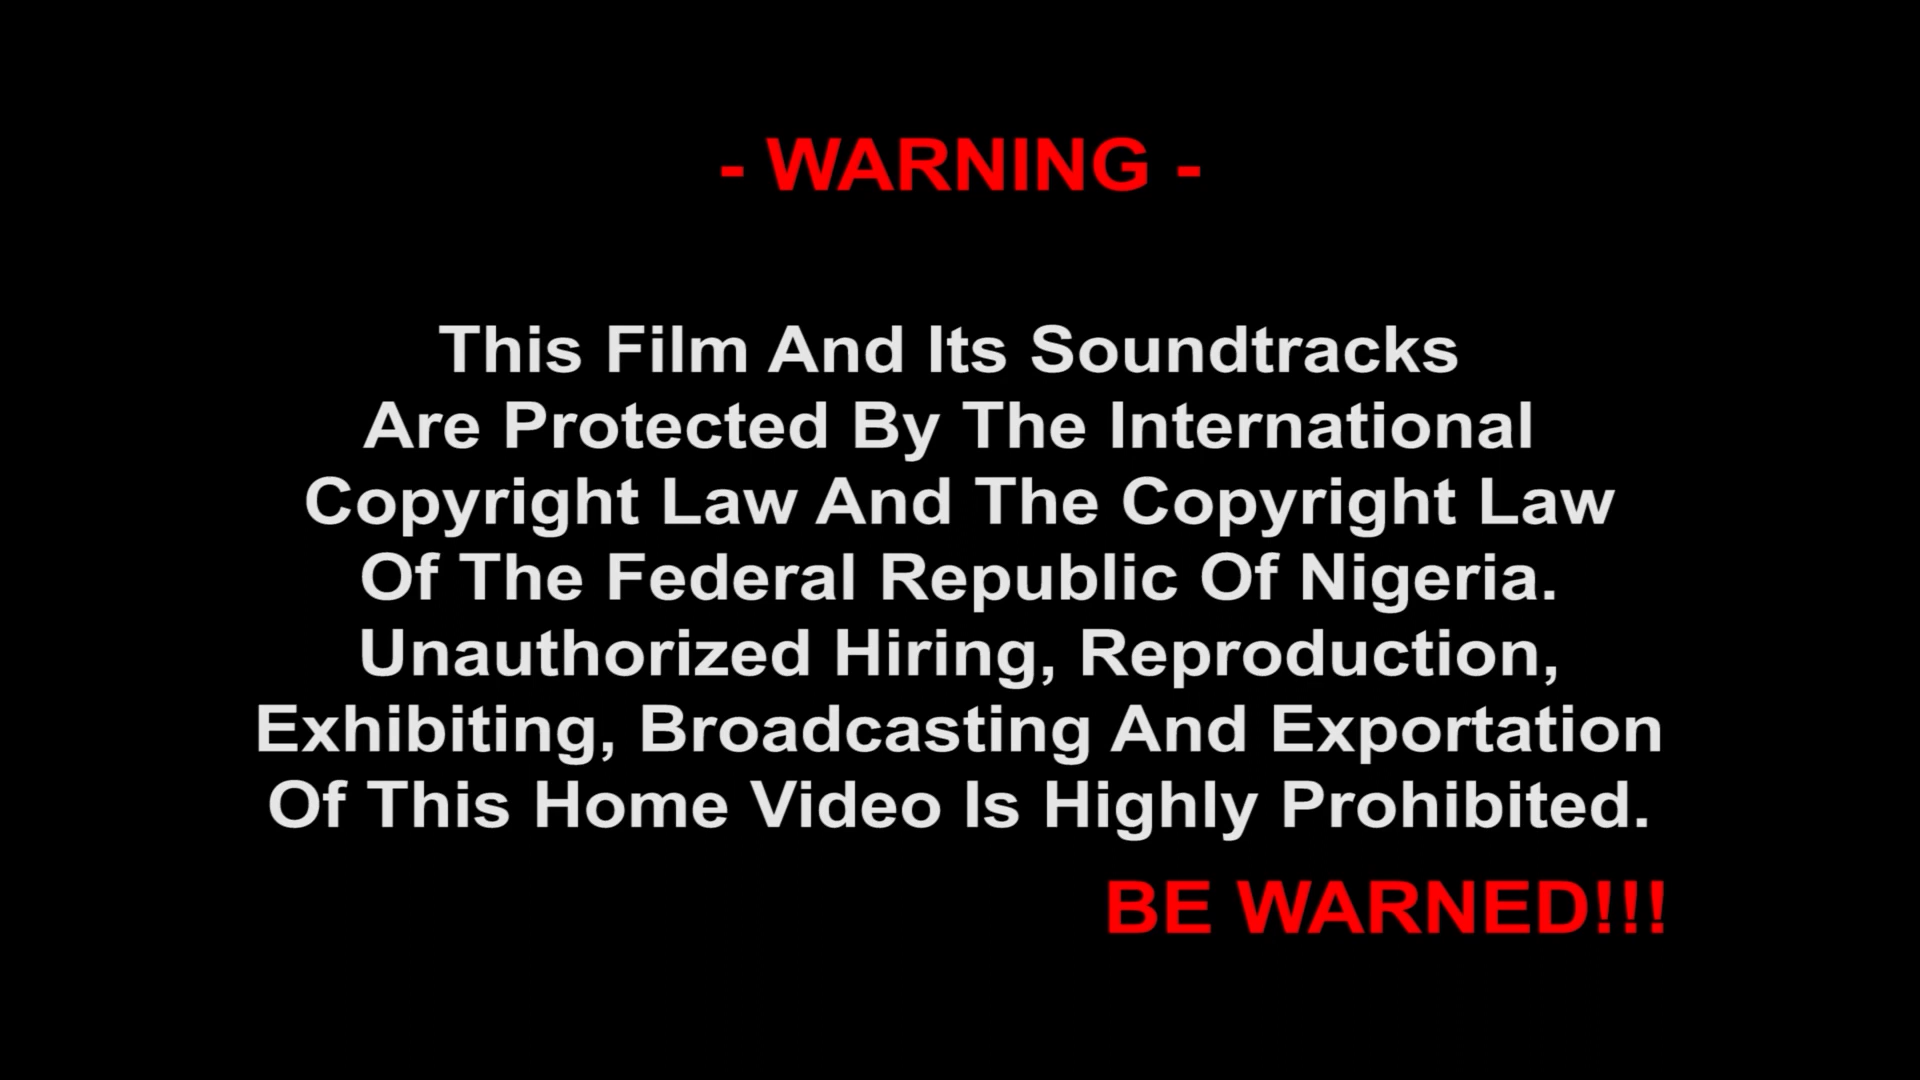 - WARNING -
This Film And Its Soundtracks
Are Protected By The International
Copyright Law And The Copyright Law
Of The Federal Republic Of Nigeria.
Unauthorized Hiring, Reproduction,
Exhibiting, Broadcasting And Exportation
Of This Home Video Is Highly Prohibited.
BE WARNED!!!